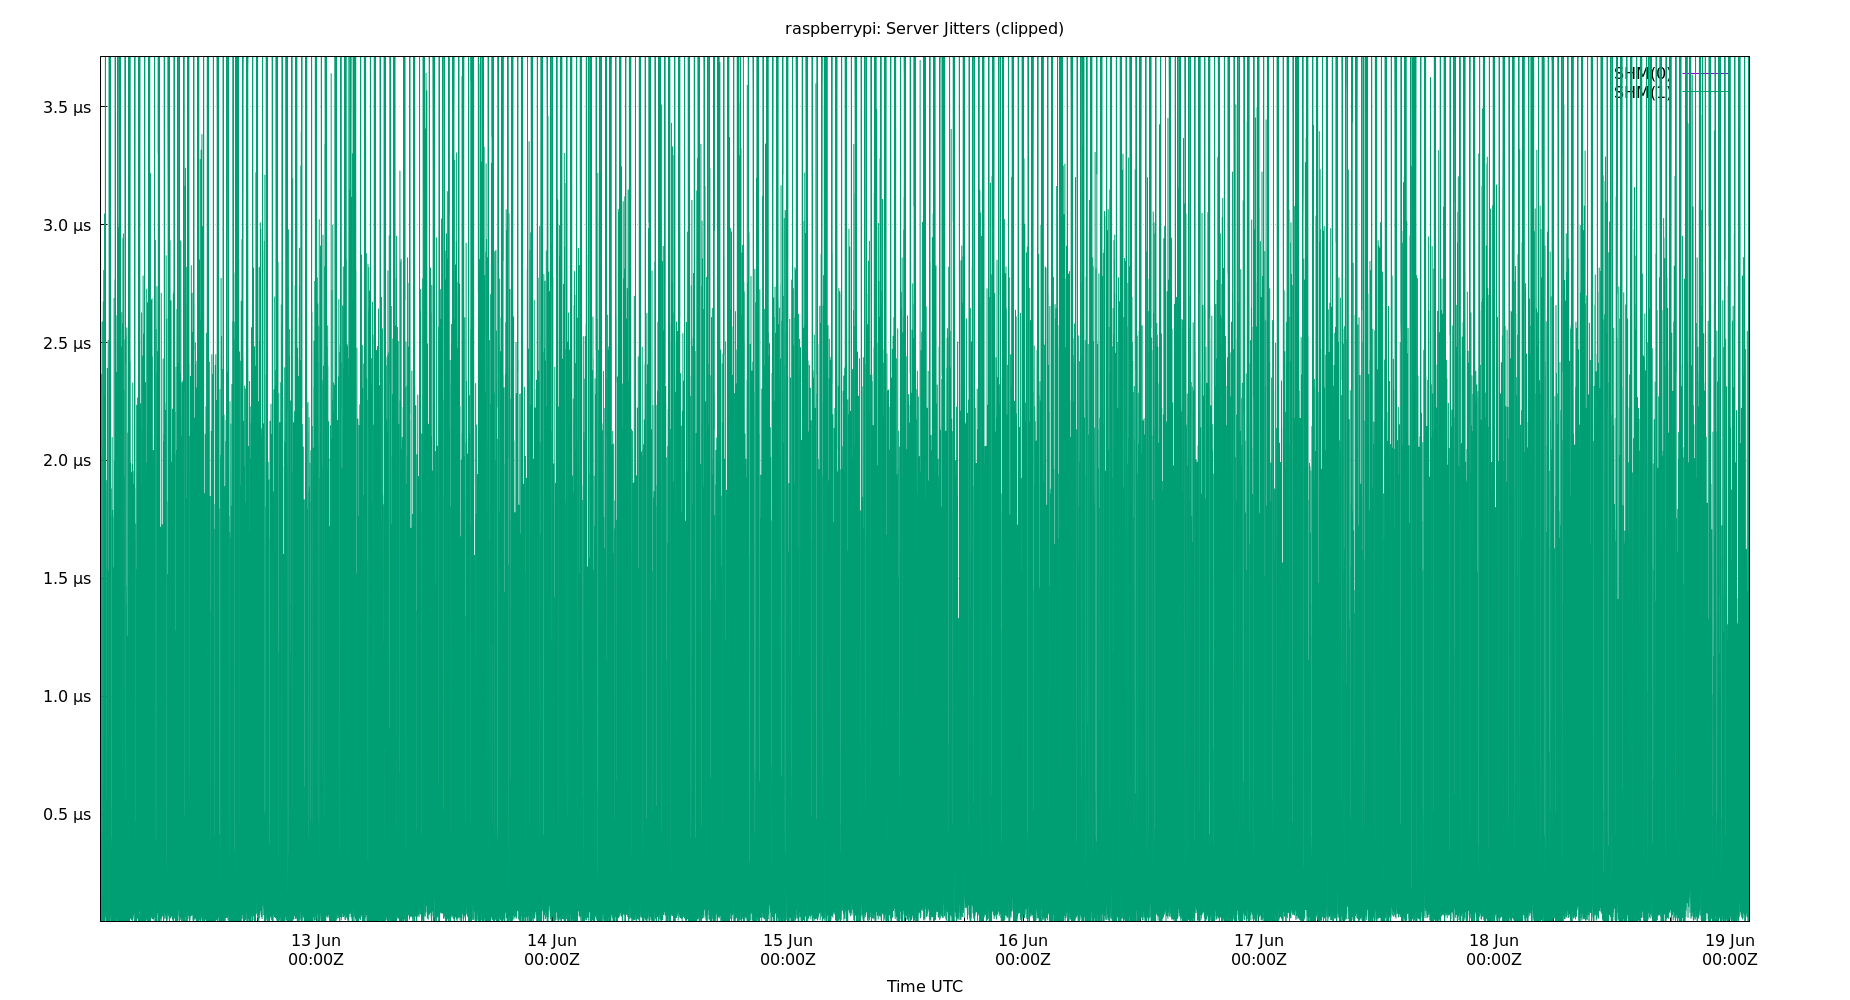 raspberrypi: Server Jitters (clipped)
SHM(0)
SHM(1)
3.5 µs
3.0 µs
2.5 µs
2.0 µs
1.5 µs
1.0 µs
0.5 µs
13 Jun 14 Jun 15 Jun 16 Jun 17 Jun 18 Jun 19 Jun
00:00Z 00:00Z 00:00Z 00:00Z 00:00Z 00:00Z 00:00Z
Time UTC